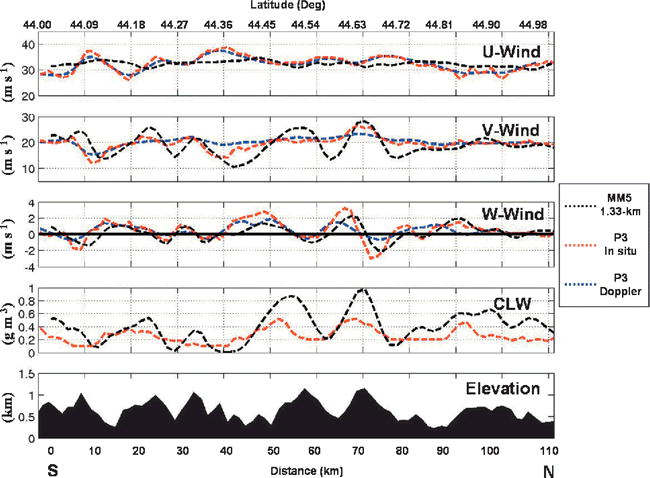 Latitude (Deg)
44.00 44.09 44.18 44.27 44.36 44.45 44.54 44.63 44.72 44.81 44.90 44.98
U-Wind
(m s-1)
40
30
20
V-Wind
(m s-1)
30
20
10
W-Wind
(m s-1)
4
2
0
-2
-4
CLW
(g m-3)
1
0.8
0.6
0.4
0.2
0
Elevation
(km)
1.5
1
0.5
0
0 10 20 30 40 50 60 70 80 90 100 110
S Distance (km) N
MM5
1.33-km
P3
In situ
P3
Doppler